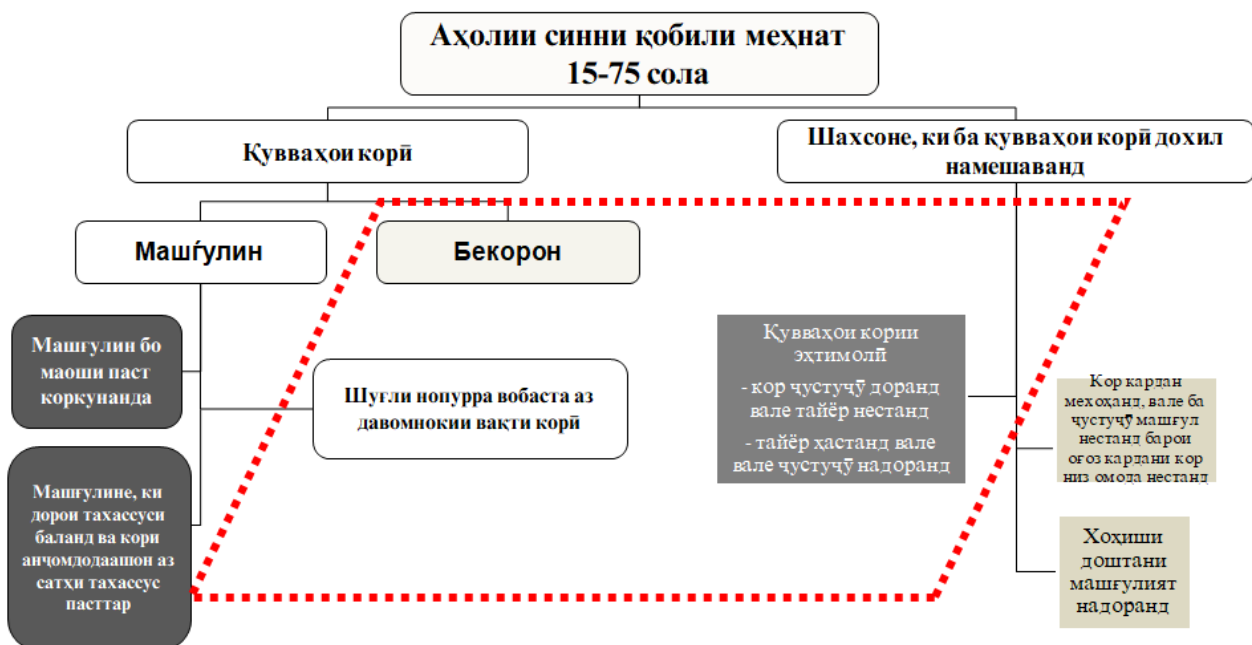 Аҳолии синни қобили меҳнат
15-75 сола
Қувваҳои корӣ
Шахсоне, ки ба қувваҳои корӣ дохил
намешаванд
Машѓулин
Бекорон
Машғулин бо
маоши паст
коркунанда
Шуғли нопурра вобаста аз
давомнокии вақти корӣ
Машғулине, ки
дорои тахассуси
баланд ва кори
анҷомдодаашон аз
сатҳи тахассус
пасттар
Қувваҳои кории
эҳтимолӣ
- кор ҷустуҷӯ доранд
вале тайёр нестанд
- тайёр ҳастанд вале
вале ҷустуҷӯ надоранд
Кор кардан
мехоҳанд, вале ба
ҷустуҷӯ машғул
нестанд барои
оғоз кардани кор
низ омода нестанд
Хоҳиши
доштани
машғулият
надоранд